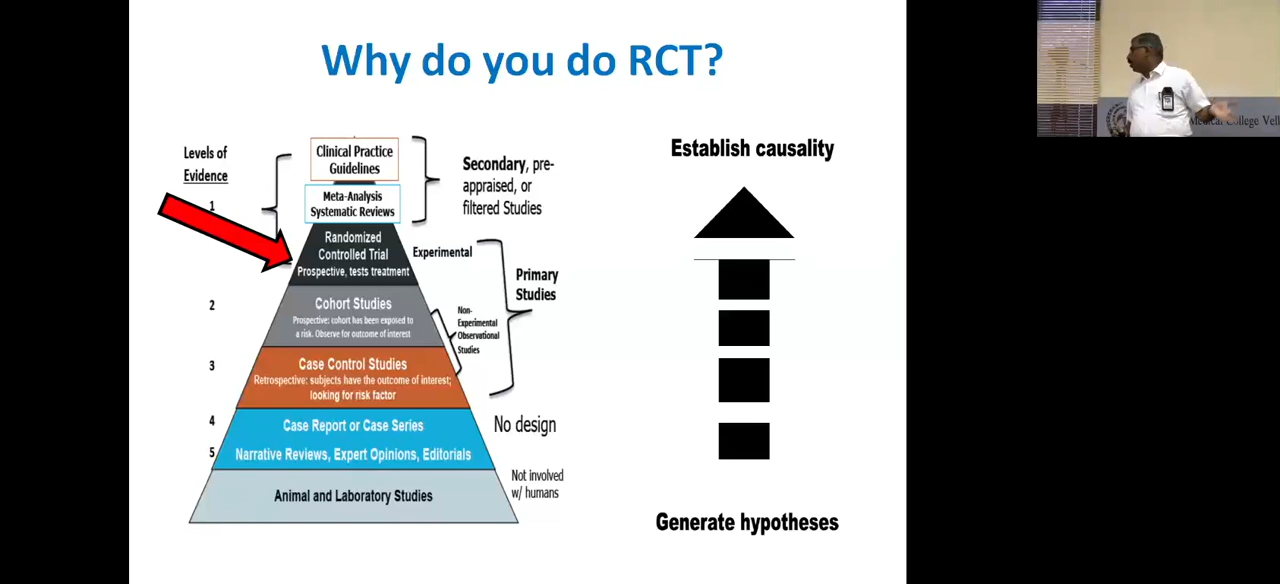 Why do you do RCT?
Levels of
Evidence
1
2
3
4
5
Clinical Practice
Guidelines
Meta-Analysis
Systematic Reviews
Randomized
Controlled Trial
Prospective, tests treatment
Cohort Studies
Prospective: cohort has been exposed to
a risk. Observe for outcome of interest
Case Control Studies
Retrospective: subjects have the outcome of interest;
looking for risk factor
Case Report or Case Series
Narrative Reviews, Expert Opinions, Editorials
Animal and Laboratory Studies
Secondary, pre-
appraised, or
filtered Studies
Experimental
Primary
Studies
Non-
Experimental
Observational
Studies
No design
Not involved
w/ humans
Establish causality
Generate hypotheses
Medical College Vell